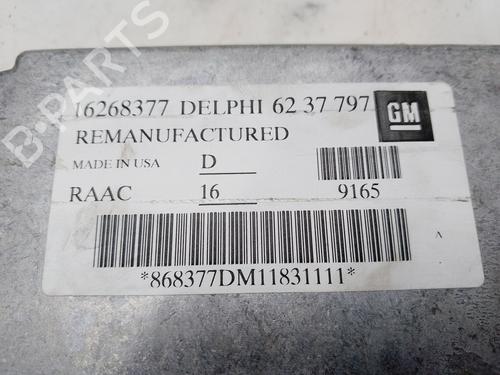 16268377 DELPHI 62 37 797
GM
REMANUFACTURED
MADE IN USA D
RAAC 16 9165
A
*868377DM11831111*
B-PARTS